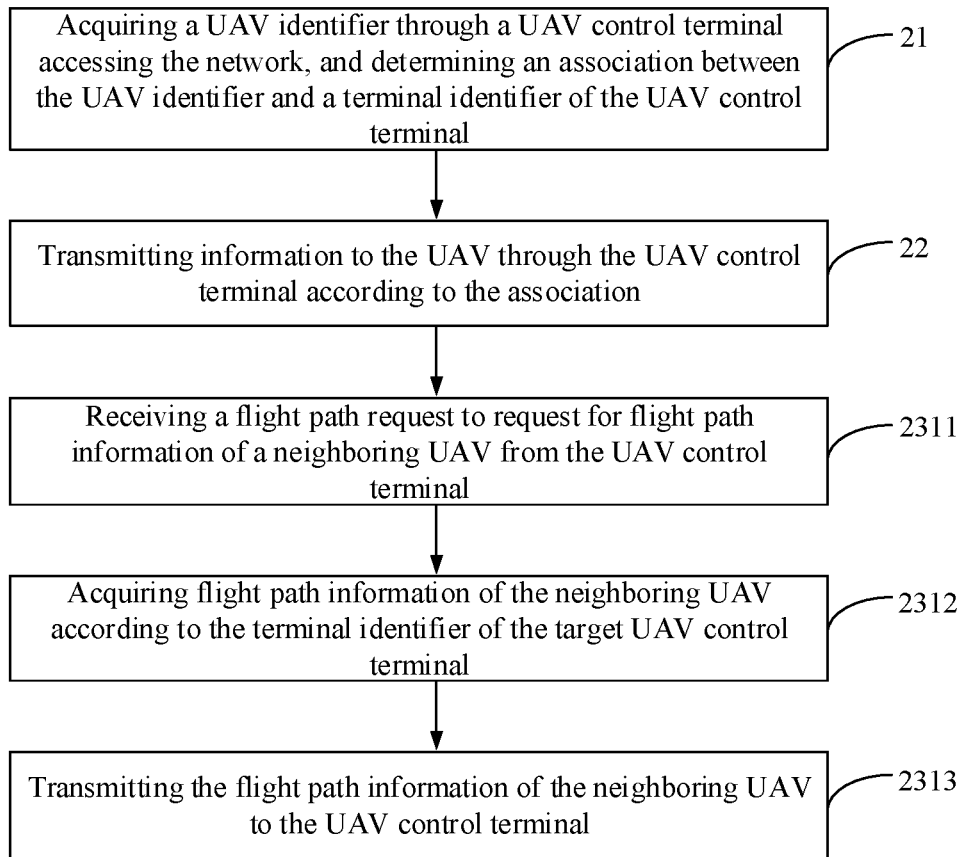 Acquiring a UAV identifier through a UAV control terminal
accessing the network, and determining an association between
the UAV identifier and a terminal identifier of the UAV control
terminal
21
Transmitting information to the UAV through the UAV control
terminal according to the association
22
Receiving a flight path request to request for flight path
information of a neighboring UAV from the UAV control
terminal
2311
Acquiring flight path information of the neighboring UAV
according to the terminal identifier of the target UAV control
terminal
2312
Transmitting the flight path information of the neighboring UAV
to the UAV control terminal
2313